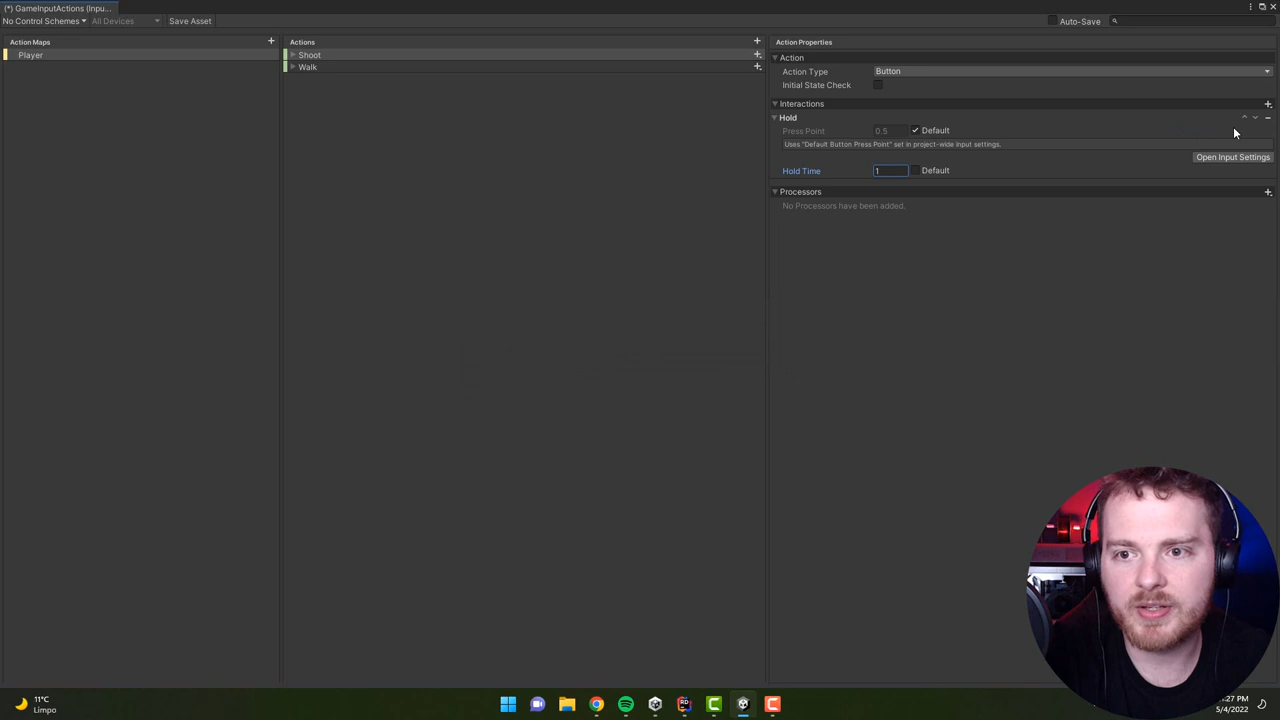 (*) GameInputActions (Inpu...
No Control Schemes
All Devices
Save Asset
Auto-Save
Action Maps
Actions
Action Properties
Player
Shoot
Walk
Action
Action Type
Button
Initial State Check
Interactions
Hold
Press Point
0.5
Default
Uses "Default Button Press Point" set in project-wide input settings.
Open Input Settings
Hold Time
1
Default
Processors
No Processors have been added.
11°C
Limpo
RD
:27 PM
5/4/2022